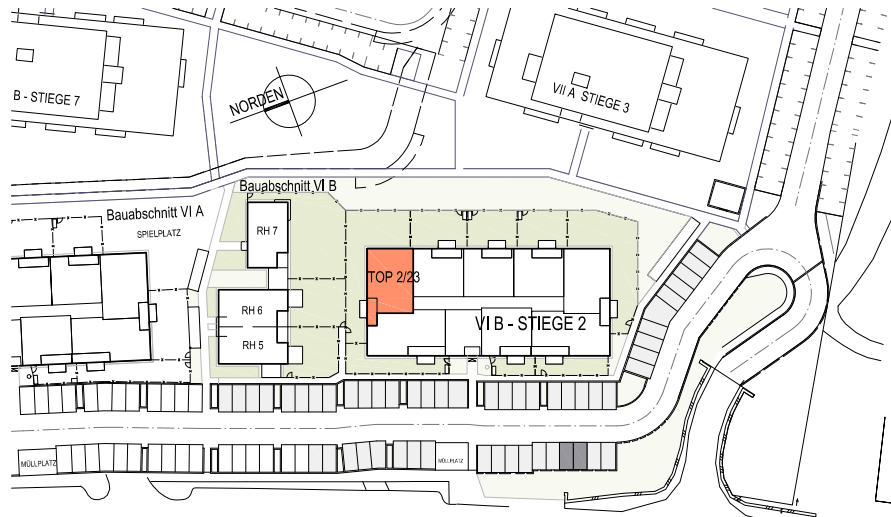 B - STIEGE 7
NORDEN
VII A STIEGE 3
Bauabschnitt VI B
Bauabschnitt VI A
SPIELPLATZ
RH 7
TOP 2/23
RH 6
RH 5
VI B - STIEGE 2
MÜLLPLATZ
MÜLLPLATZ